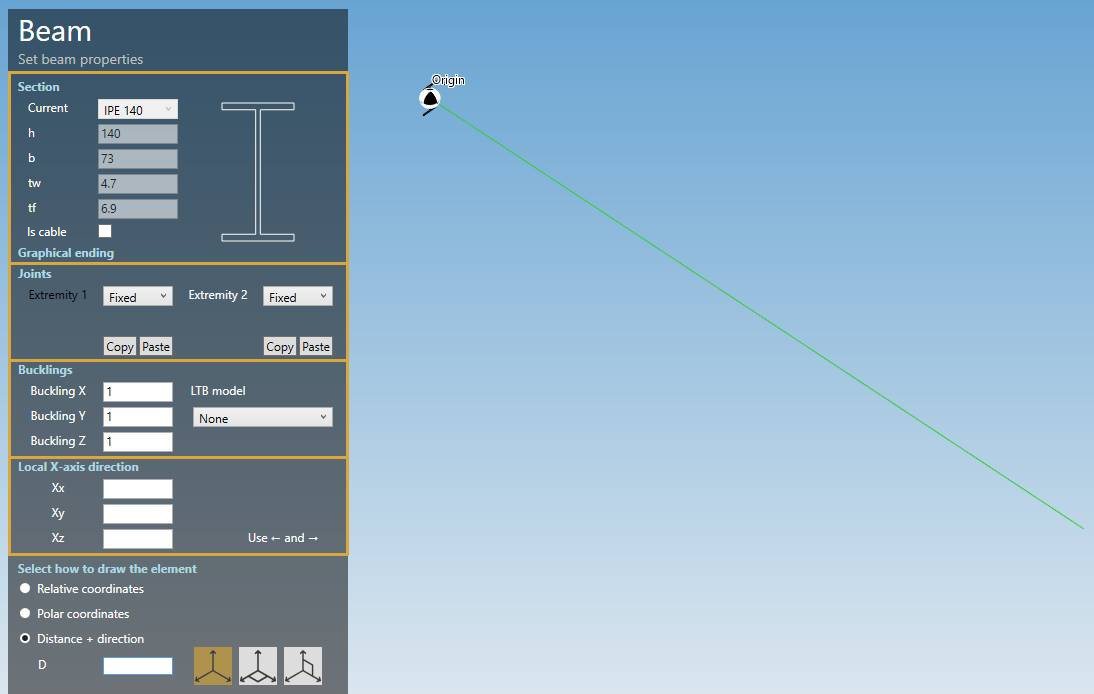 Beam
Set beam properties
Section
Current IPE 140
h 140
b 73
tw 4.7
tf 6.9
Is cable
Graphical ending
Joints
Extremity 1 Fixed Extremity 2 Fixed
Copy Paste Copy Paste
Bucklings
Buckling X 1 LTB model
Buckling Y 1 None
Buckling Z 1
Local X-axis direction
Xx
Xy
Xz Use ← and →
Select how to draw the element
Relative coordinates
Polar coordinates
Distance + direction
D
Origin